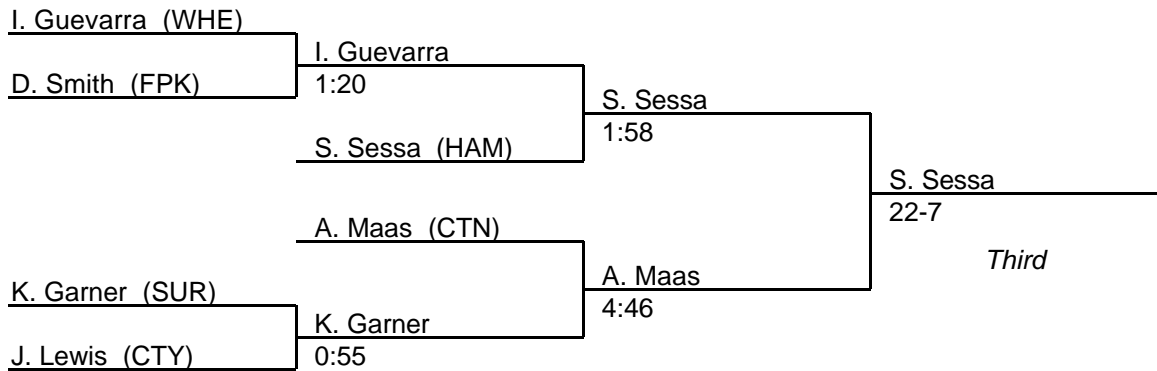 I. Guevarra (WHE)
I. Guevarra
D. Smith (FPK)
1:20
S. Sessa
1:58
S. Sessa (HAM)
S. Sessa
22-7
A. Maas (CTN)
Third
A. Maas
K. Garner (SUR)
4:46
K. Garner
J. Lewis (CTY)
0:55